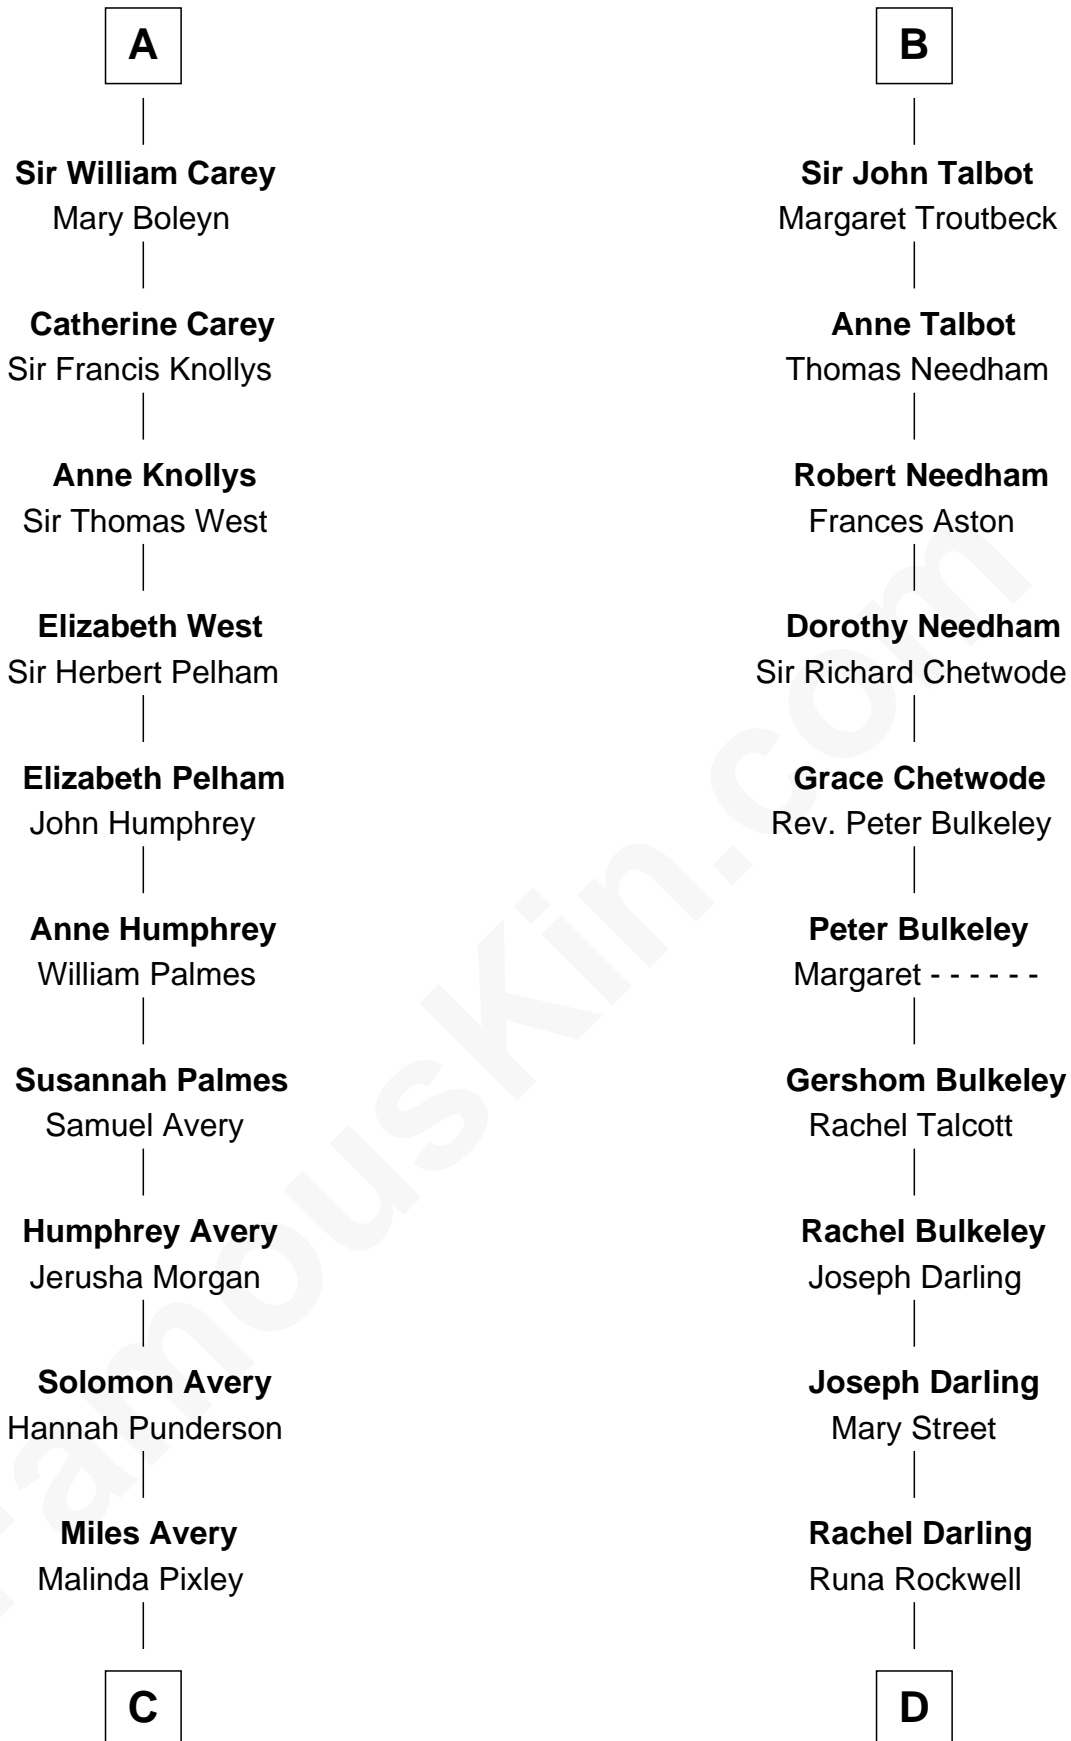 A
Sir William Carey
Mary Boleyn
Catherine Carey
Sir Francis Knollys
Anne Knollys
Sir Thomas West
Elizabeth West
Sir Herbert Pelham
Elizabeth Pelham
John Humphrey
Anne Humphrey
William Palmes
Susannah Palmes
Samuel Avery
Humphrey Avery
Jerusha Morgan
Solomon Avery
Hannah Punderson
Miles Avery
Malinda Pixley
C
B
Sir John Talbot
Margaret Troutbeck
Anne Talbot
Thomas Needham
Robert Needham
Frances Aston
Dorothy Needham
Sir Richard Chetwode
Grace Chetwode
Rev. Peter Bulkeley
Peter Bulkeley
Margaret - - - - - -
Gershom Bulkeley
Rachel Talcott
Rachel Bulkeley
Joseph Darling
Joseph Darling
Mary Street
Rachel Darling
Runa Rockwell
D
FamousKin.com